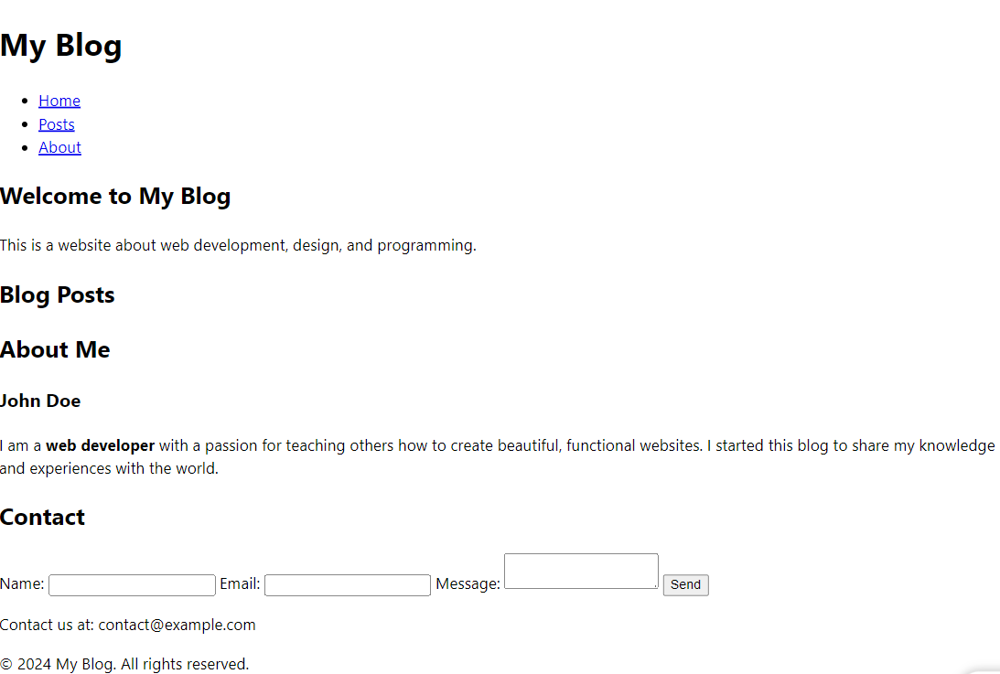 My Blog
Home
Posts
About
Welcome to My Blog
This is a website about web development, design, and programming.
Blog Posts
About Me
John Doe
I am a web developer with a passion for teaching others how to create beautiful, functional websites. I started this blog to share my knowledge
and experiences with the world.
Contact
Name: Email: Message: Send
Contact us at: contact@example.com
© 2024 My Blog. All rights reserved.